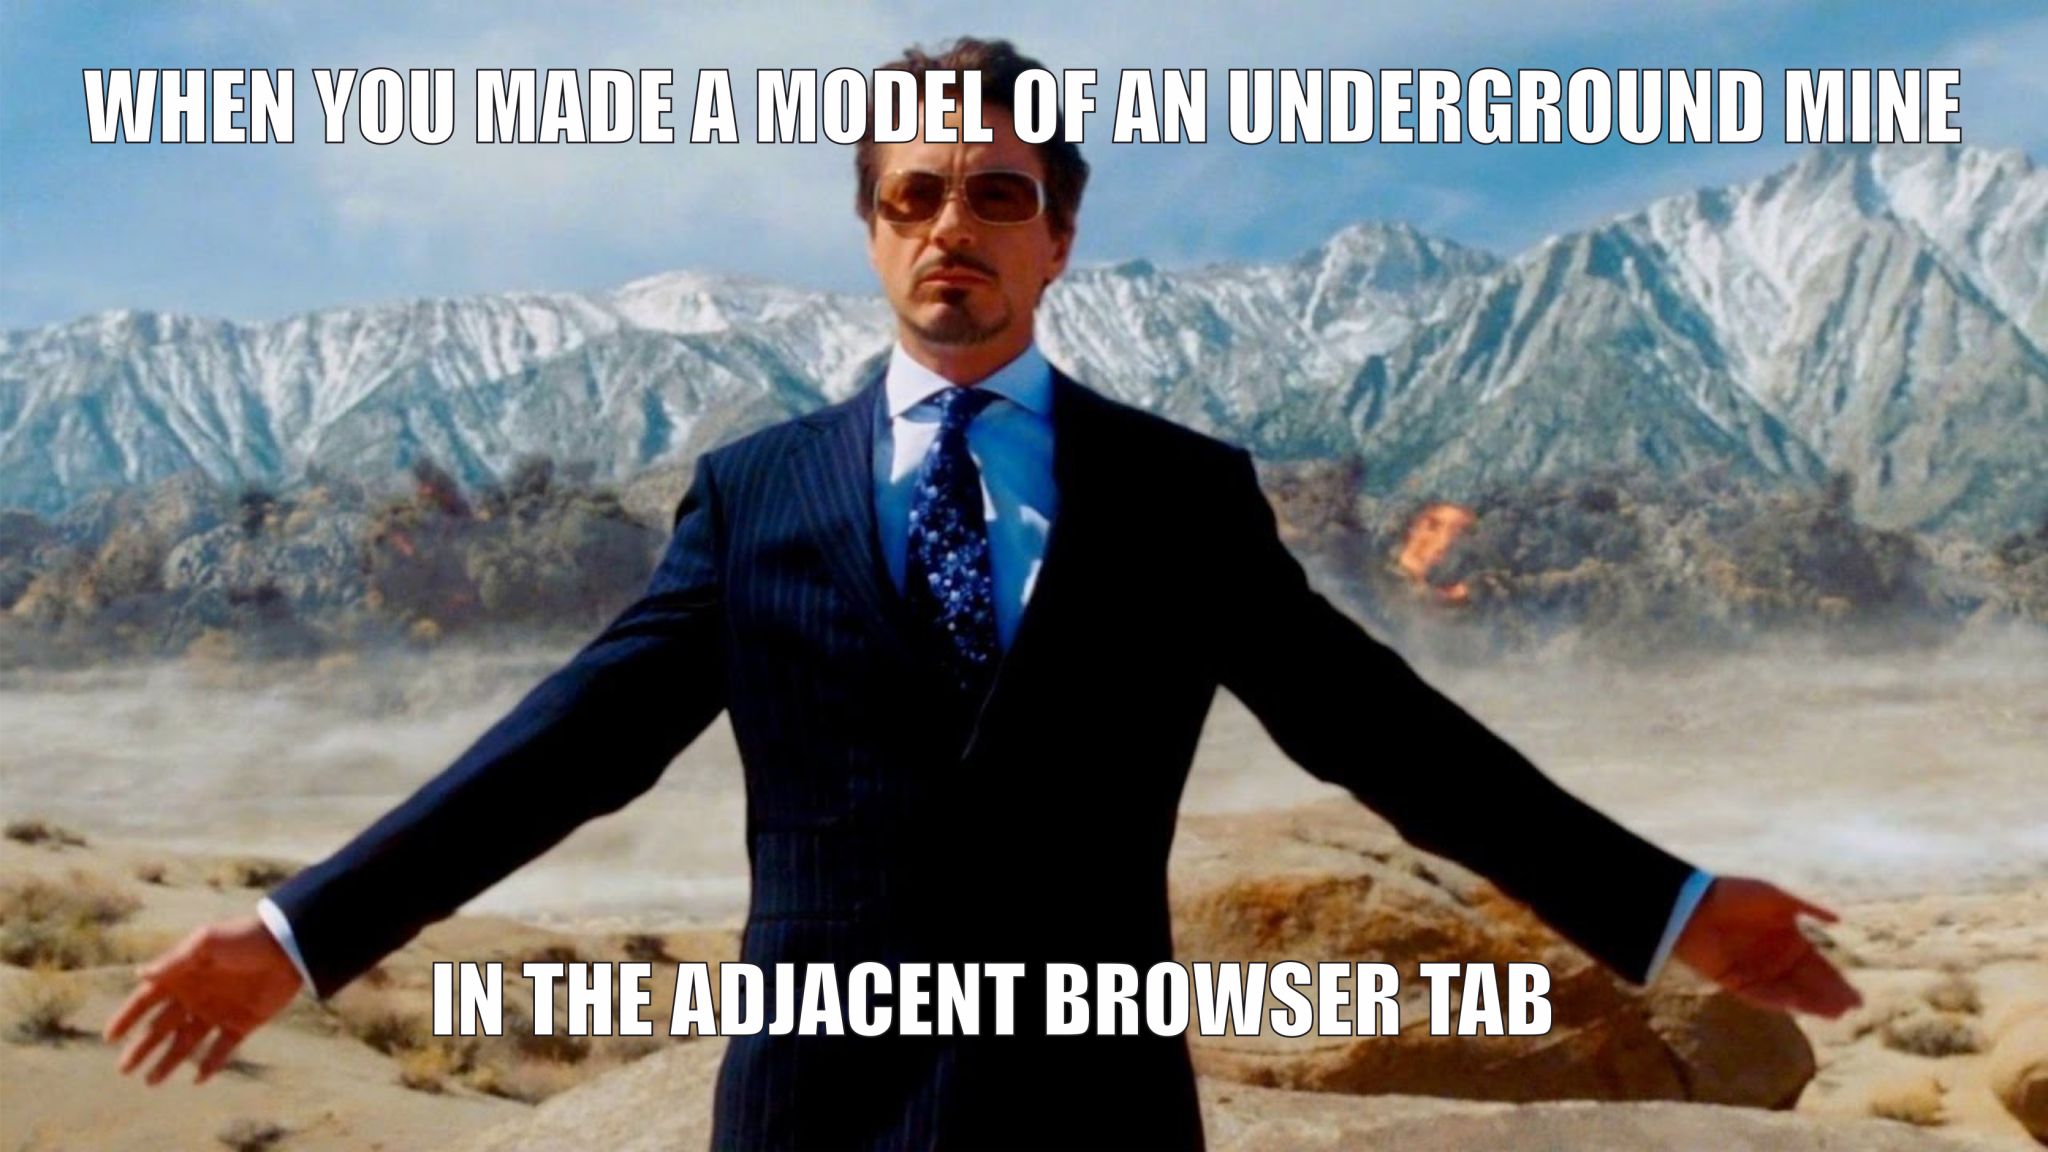 WHEN YOU MADE A MODEL OF AN UNDERGROUND MINE
IN THE ADJACENT BROWSER TAB